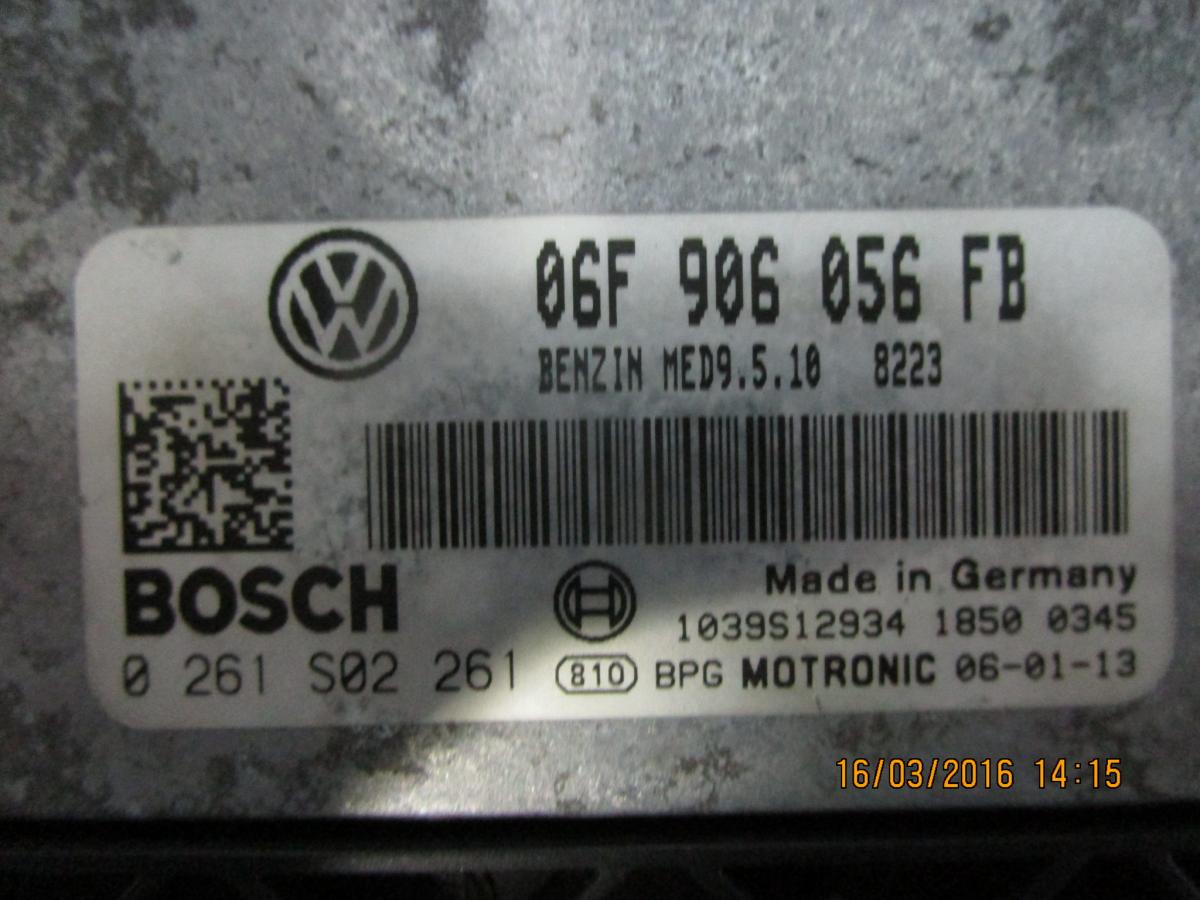 06F 906 056 FB
BENZIN MED9.5.10 8223
BOSCH
Made in Germany
1039S12934 1850 0345
0 261 S02 261
810 BPG MOTRONIC 06-01-13
16/03/2016 14:15